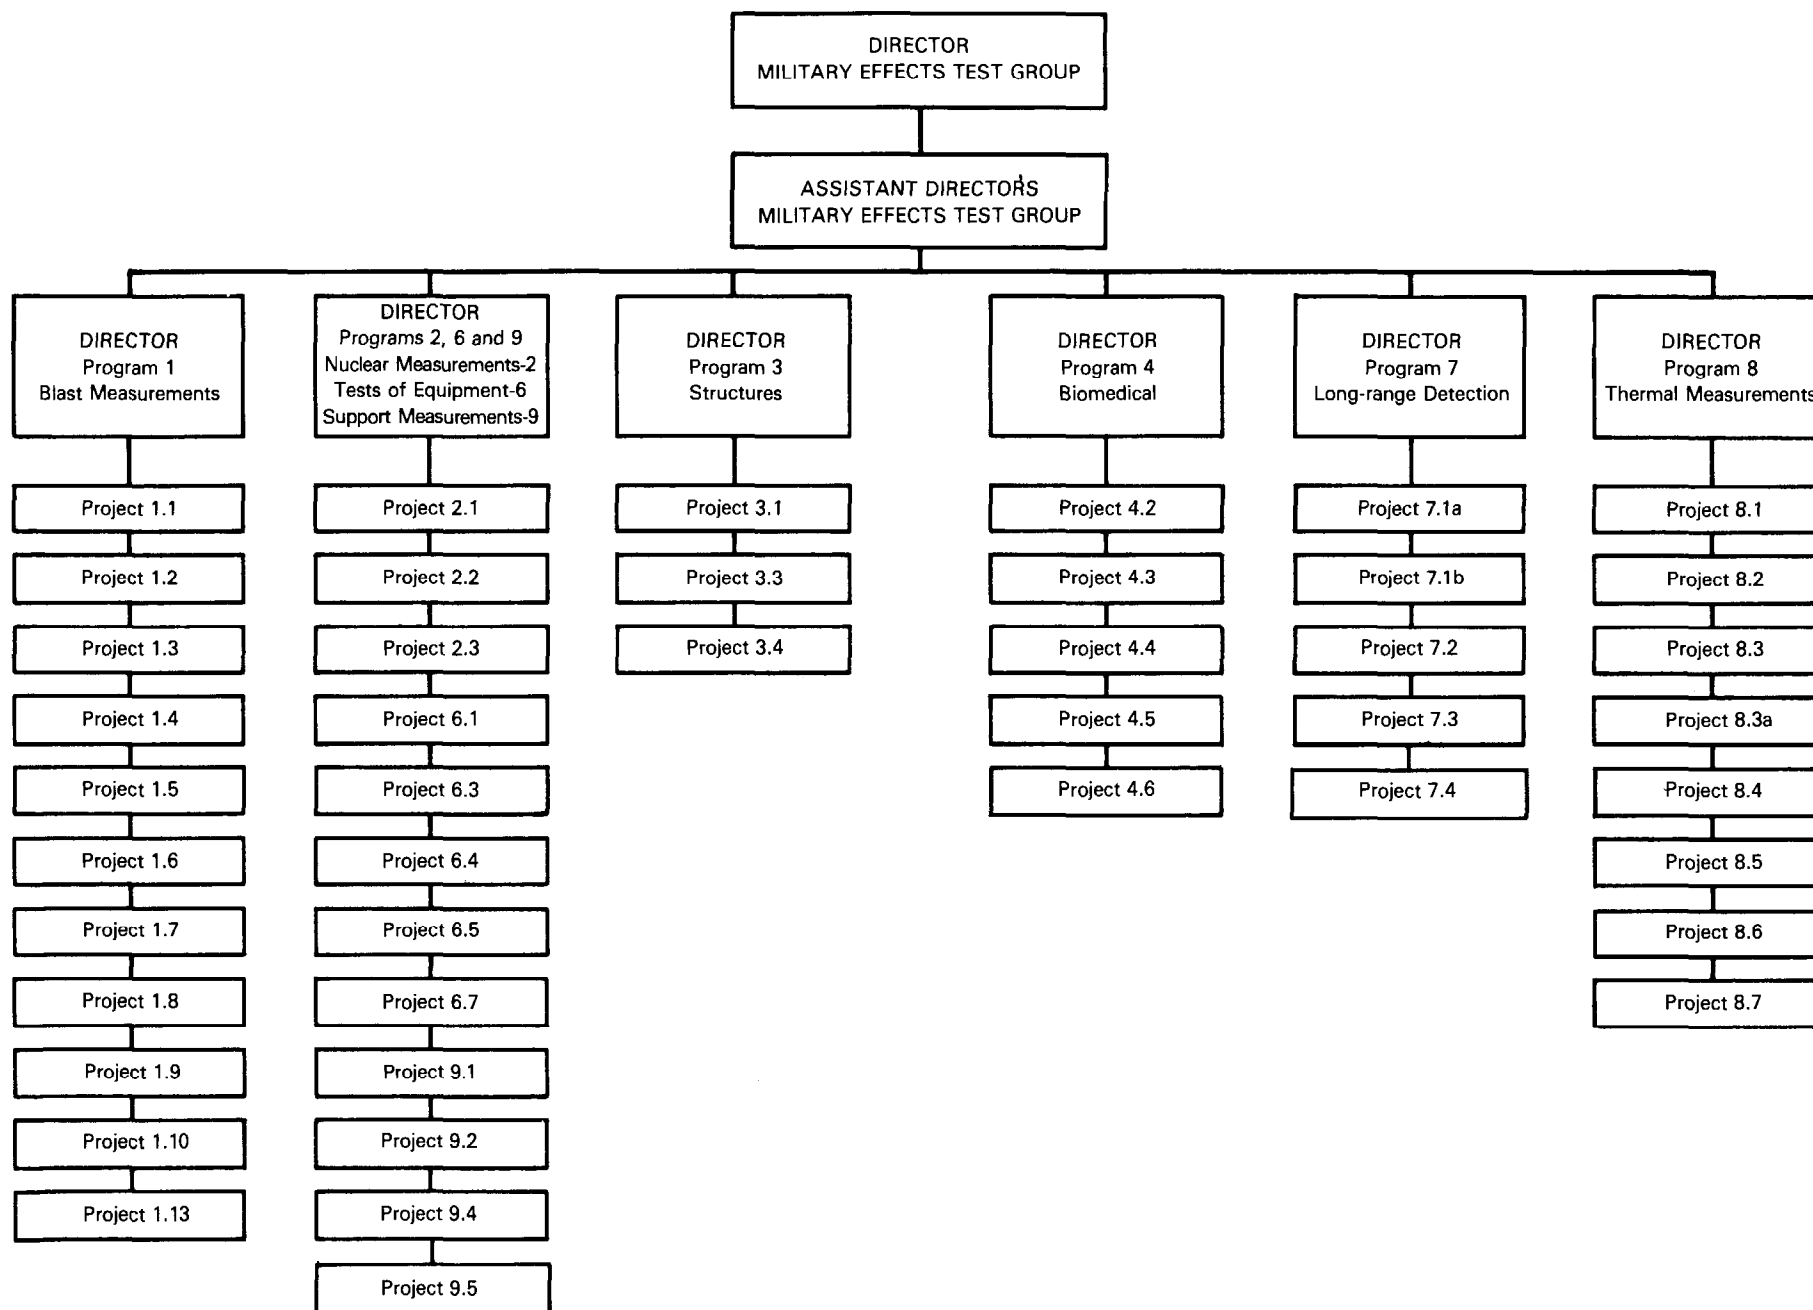 DIRECTOR
MILITARY EFFECTS TEST GROUP
ASSISTANT DIRECTORS
MILITARY EFFECTS TEST GROUP
DIRECTOR
Program 1
Blast Measurements
Project 1.1
Project 1.2
Project 1.3
Project 1.4
Project 1.5
Project 1.6
Project 1.7
Project 1.8
Project 1.9
Project 1.10
Project 1.13
DIRECTOR
Programs 2, 6 and 9
Nuclear Measurements-2
Tests of Equipment-6
Support Measurements-9
Project 2.1
Project 2.2
Project 2.3
Project 6.1
Project 6.3
Project 6.4
Project 6.5
Project 6.7
Project 9.1
Project 9.2
Project 9.4
Project 9.5
DIRECTOR
Program 3
Structures
Project 3.1
Project 3.3
Project 3.4
DIRECTOR
Program 4
Biomedical
Project 4.2
Project 4.3
Project 4.4
Project 4.5
Project 4.6
DIRECTOR
Program 7
Long-range Detection
Project 7.1a
Project 7.1b
Project 7.2
Project 7.3
Project 7.4
DIRECTOR
Program 8
Thermal Measurements
Project 8.1
Project 8.2
Project 8.3
Project 8.3a
Project 8.4
Project 8.5
Project 8.6
Project 8.7